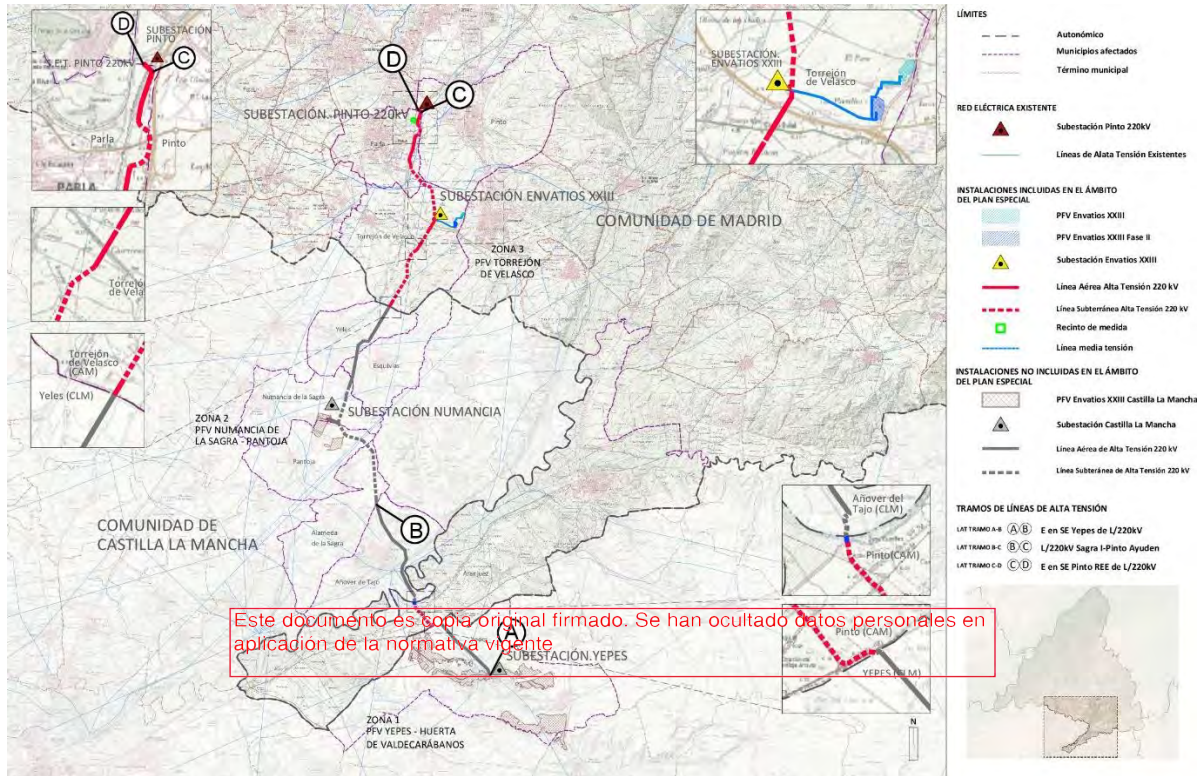 D
SUBESTACIÓN
PINTO
C
Parla
Pinto
PARLA
D
C
SUBESTACIÓN PINTO 220kV
Parla
Pinto
SUBESTACIÓN
ENVATIOS XXIII
Torrejón
de Velasco
SUBESTACIÓN ENVATIOS XXIII
COMUNIDAD DE MADRID
Torrejón de Velasco
ZONA 3
PFV TORREJÓN
DE VELASCO
Torrejón
de Vela
Yeles
Esquivias
Torrejón
de Velasco
(CAM)
Yeles (CLM)
Numancia de la Sagra
SUBESTACIÓN NUMANCIA
ZONA 2
PFV NUMANCIA DE
LA SAGRA - PANTOJA
Pantoja
B
COMUNIDAD DE
CASTILLA LA MANCHA
Alameda
de la Sagra
Añover de Tajo
Aranjuez
Añover del
Tajo (CLM)
Pinto(CAM)
Este documento es copia original firmado. Se han ocultado datos personales en
aplicación de la normativa vigente
A
SUBESTACIÓN YEPES
Pinto (CAM)
YEPES (CLM)
ZONA 1
PFV YEPES - HUERTA
DE VALDECARÁBANOS
N
LÍMITES
Autonómico
Municipios afectados
Término municipal
RED ELÉCTRICA EXISTENTE
Subestación Pinto 220kV
Líneas de Alata Tensión Existentes
INSTALACIONES INCLUIDAS EN EL ÁMBITO
DEL PLAN ESPECIAL
PFV Envatios XXIII
PFV Envatios XXIII Fase II
Subestación Envatios XXIII
Línea Aérea Alta Tensión 220 kV
Línea Subterránea Alta Tensión 220 kV
Recinto de medida
Línea media tensión
INSTALACIONES NO INCLUIDAS EN EL ÁMBITO
DEL PLAN ESPECIAL
PFV Envatios XXIII Castilla La Mancha
Subestación Castilla La Mancha
Línea Aérea de Alta Tensión 220 kV
Línea Subteránea de Alta Tensión 220 kV
TRAMOS DE LÍNEAS DE ALTA TENSIÓN
LAT TRAMO A-B A B E en SE Yepes de L/220kV
LAT TRAMO B-C B C L/220kV Sagra I-Pinto Ayuden
LAT TRAMO C-D C D E en SE Pinto REE de L/220kV